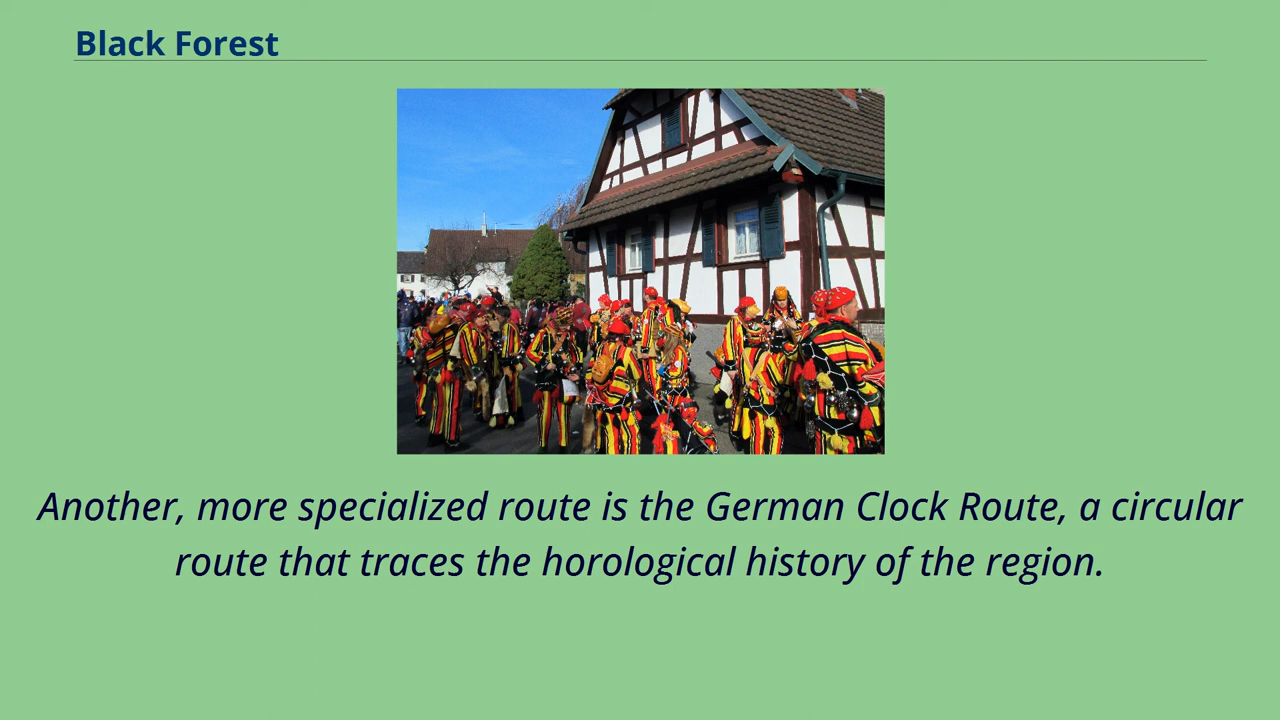 Black Forest
Another, more specialized route is the German Clock Route, a circular
route that traces the horological history of the region.